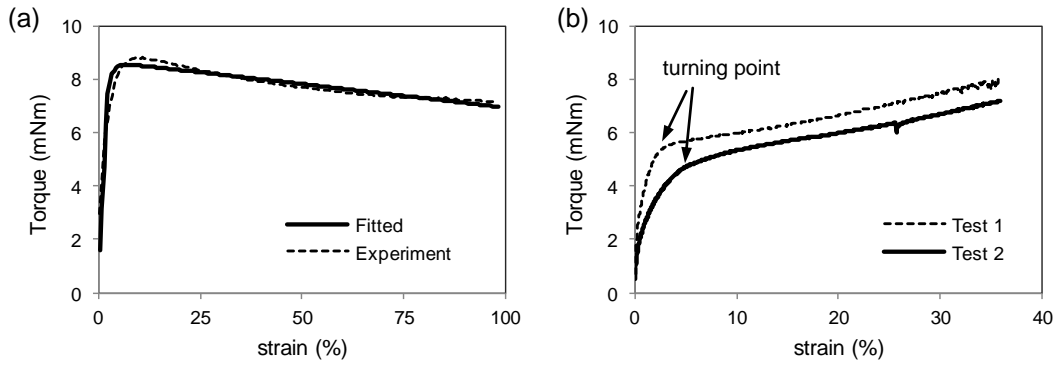 (a)
10
8
6
4
2
0
Torque (mNm)
Fitted
Experiment
0 25 50 75 100
strain (%)
(b)
10
8
6
4
2
0
Torque (mNm)
turning point
Test 1
Test 2
0 10 20 30 40
strain (%)